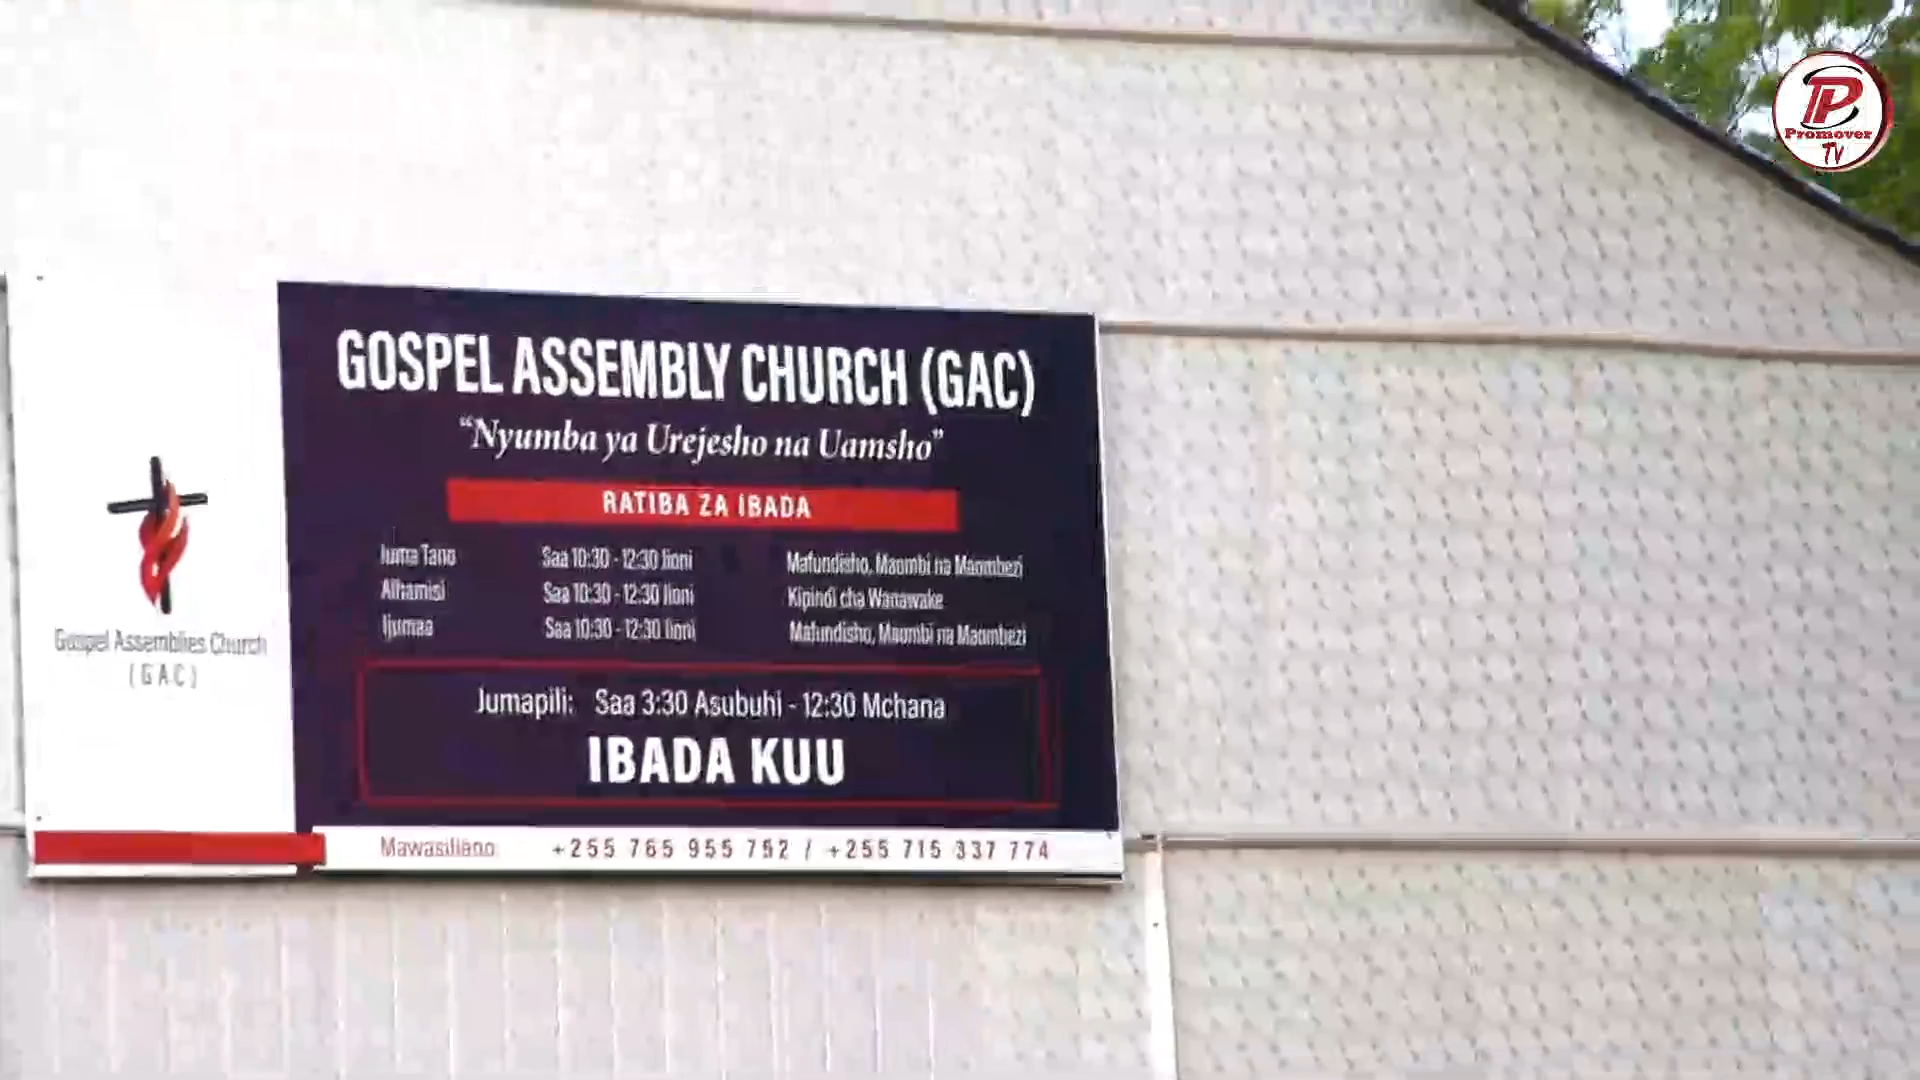 Promover
TV
GOSPEL ASSEMBLY CHURCH (GAC)
"Nyumba ya Urejesho na Uamsho"
RATIBA ZA IBADA
Juma Tano Saa 10:30 - 12:30 Jioni Mafundisho, Maombi na Maombezi
Alhamisi Saa 10:30 - 12:30 Jioni Kipindi cha Wanawake
Ijumaa Saa 10:30 - 12:30 Jioni Mafundisho, Maombi na Maombezi
Jumapili: Saa 3:30 Asubuhi - 12:30 Mchana
IBADA KUU
Gospel Assemblies Church
(GAC)
Mawasiliano +255 765 955 752 / +255 715 337 774